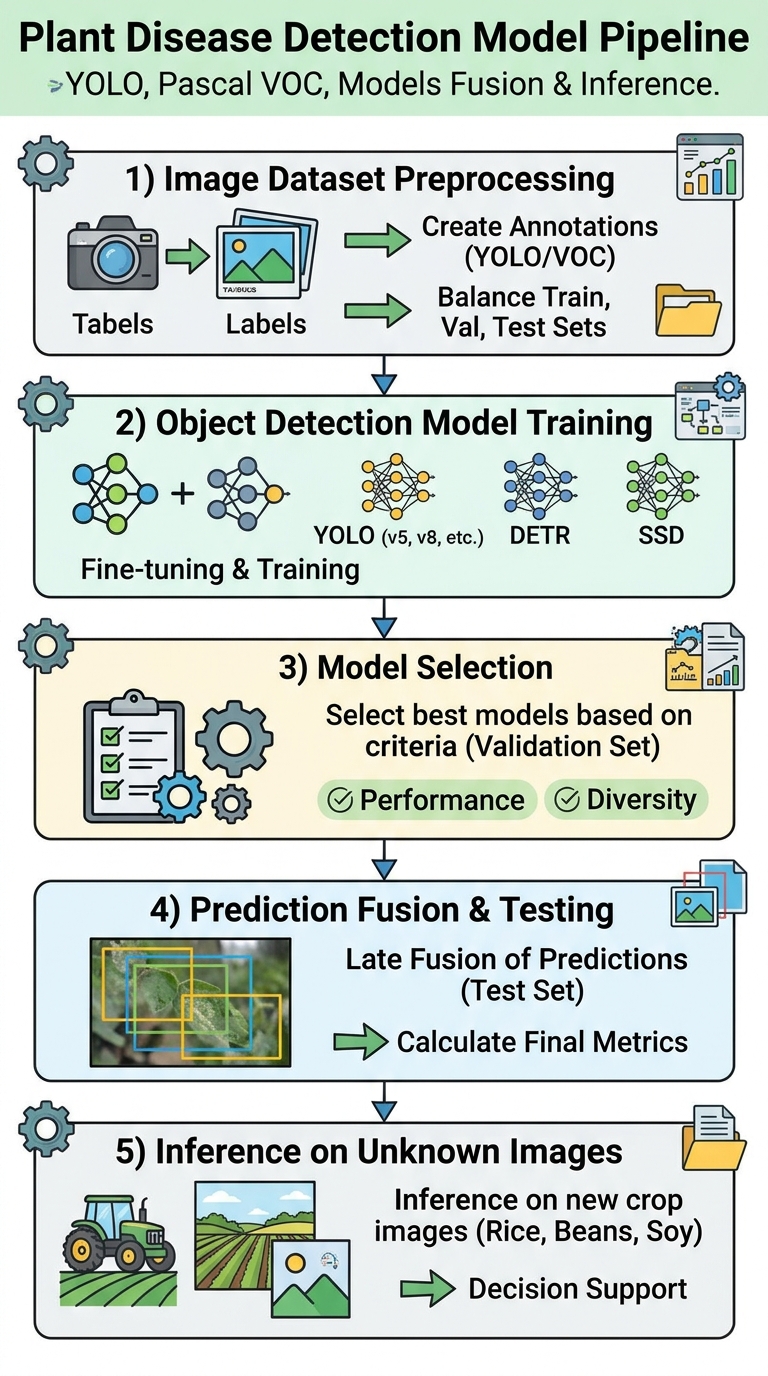 Plant Disease Detection Model Pipeline
YOLO, Pascal VOC, Models Fusion & Inference.
1) Image Dataset Preprocessing
Create Annotations
(YOLO/VOC)
Balance Train,
Val, Test Sets
Tabels
Labels
2) Object Detection Model Training
+
YOLO (v5, v8, etc.)
DETR
SSD
Fine-tuning & Training
3) Model Selection
Select best models based on
criteria (Validation Set)
Performance
Diversity
4) Prediction Fusion & Testing
Late Fusion of Predictions
(Test Set)
Calculate Final Metrics
5) Inference on Unknown Images
Inference on new crop
images (Rice, Beans, Soy)
Decision Support